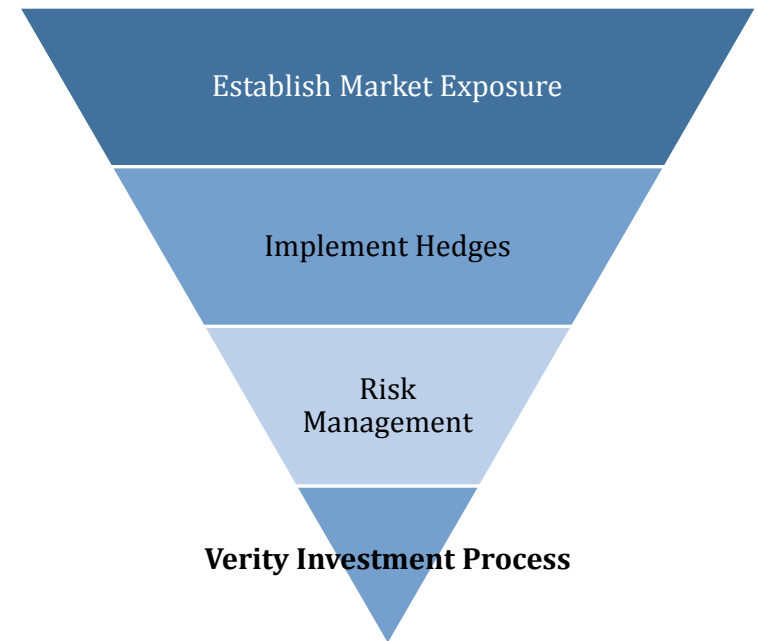 Establish Market Exposure
Implement Hedges
Risk
Management
Verity Investment Process